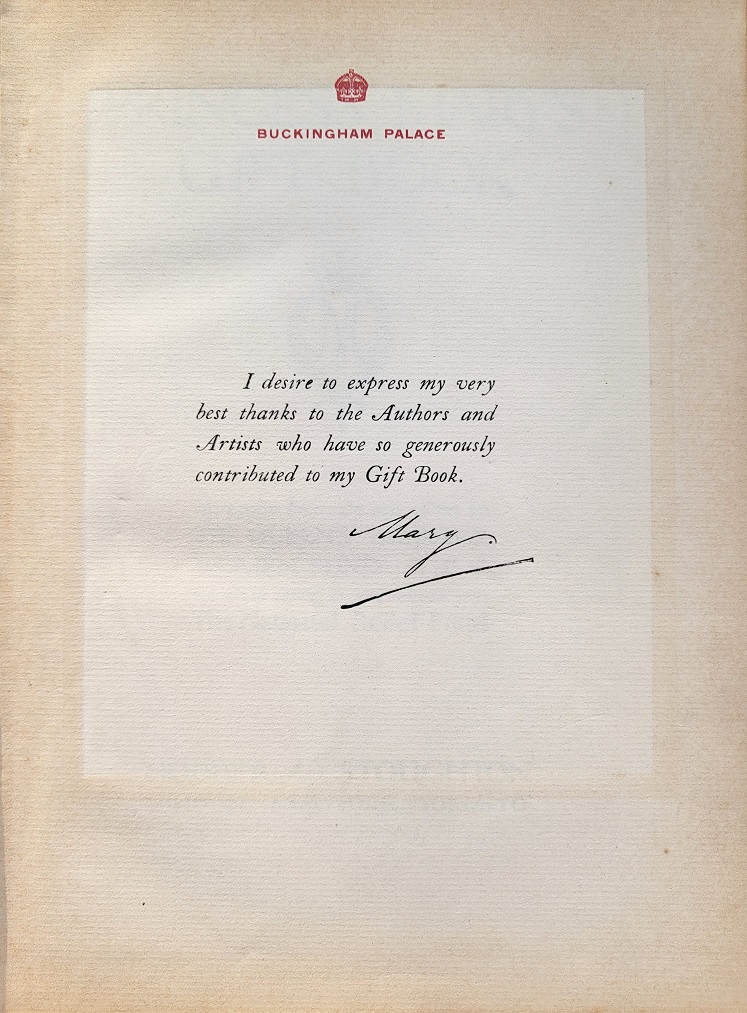 BUCKINGHAM PALACE
I desire to express my very
best thanks to the Authors and
Artists who have so generously
contributed to my Gift Book.
Mary.